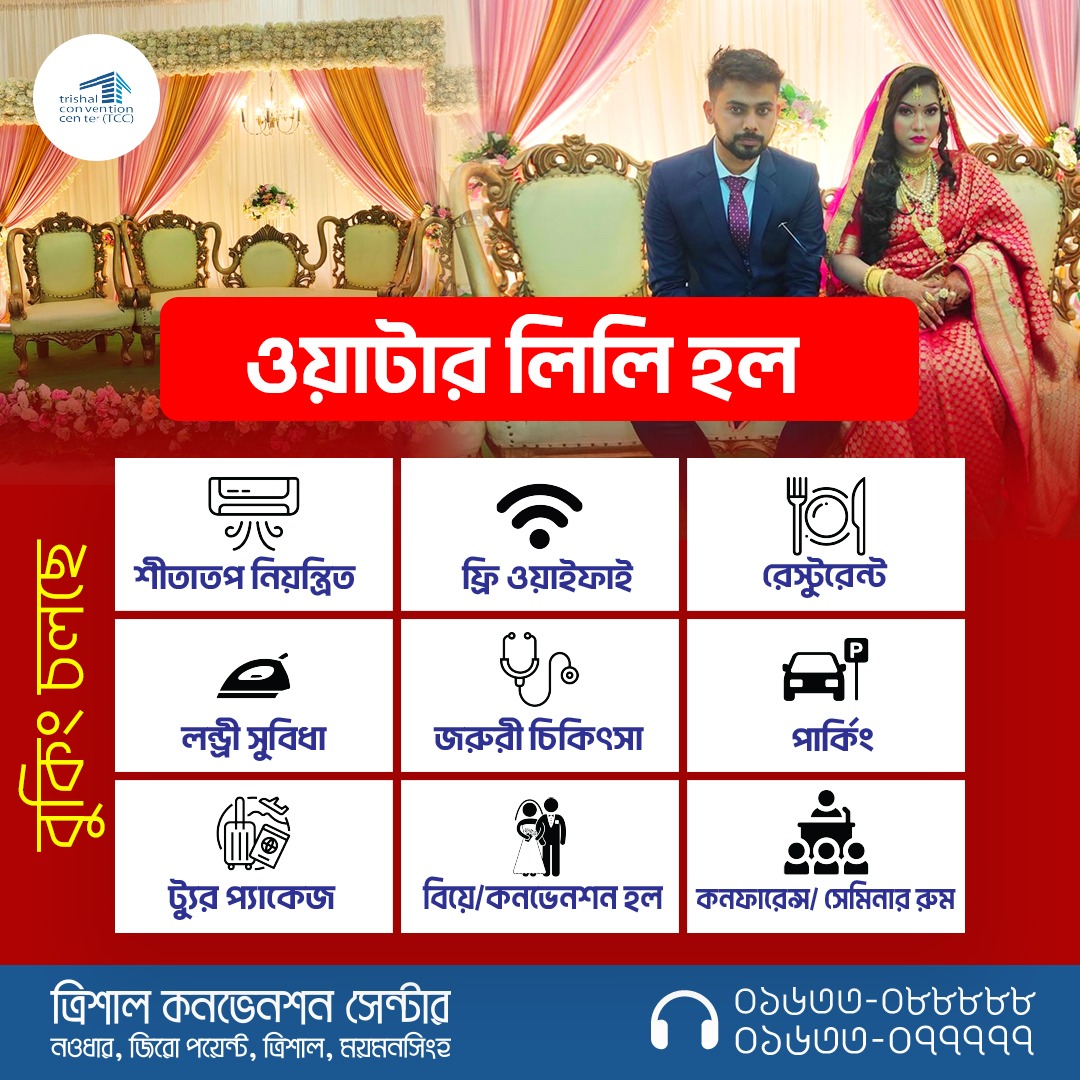 trishal
convention
center (TCC)
ওয়াটার লিলি হল
বুকিং চলছে
শীতাতপ নিয়ন্ত্রিত
ফ্রি ওয়াইফাই
রেস্টুরেন্ট
লন্ড্রী সুবিধা
জরুরী চিকিৎসা
P
পার্কিং
ট্যুর প্যাকেজ
বিয়ে/কনভেনশন হল
কনফারেন্স/ সেমিনার রুম
ত্রিশাল কনভেনশন সেন্টার
নওধার, জিরো পয়েন্ট, ত্রিশাল, ময়মনসিংহ
০১৬৩৩-০৮৮৮৮৮
০১৬৩৩-০৭৭৭৭৭